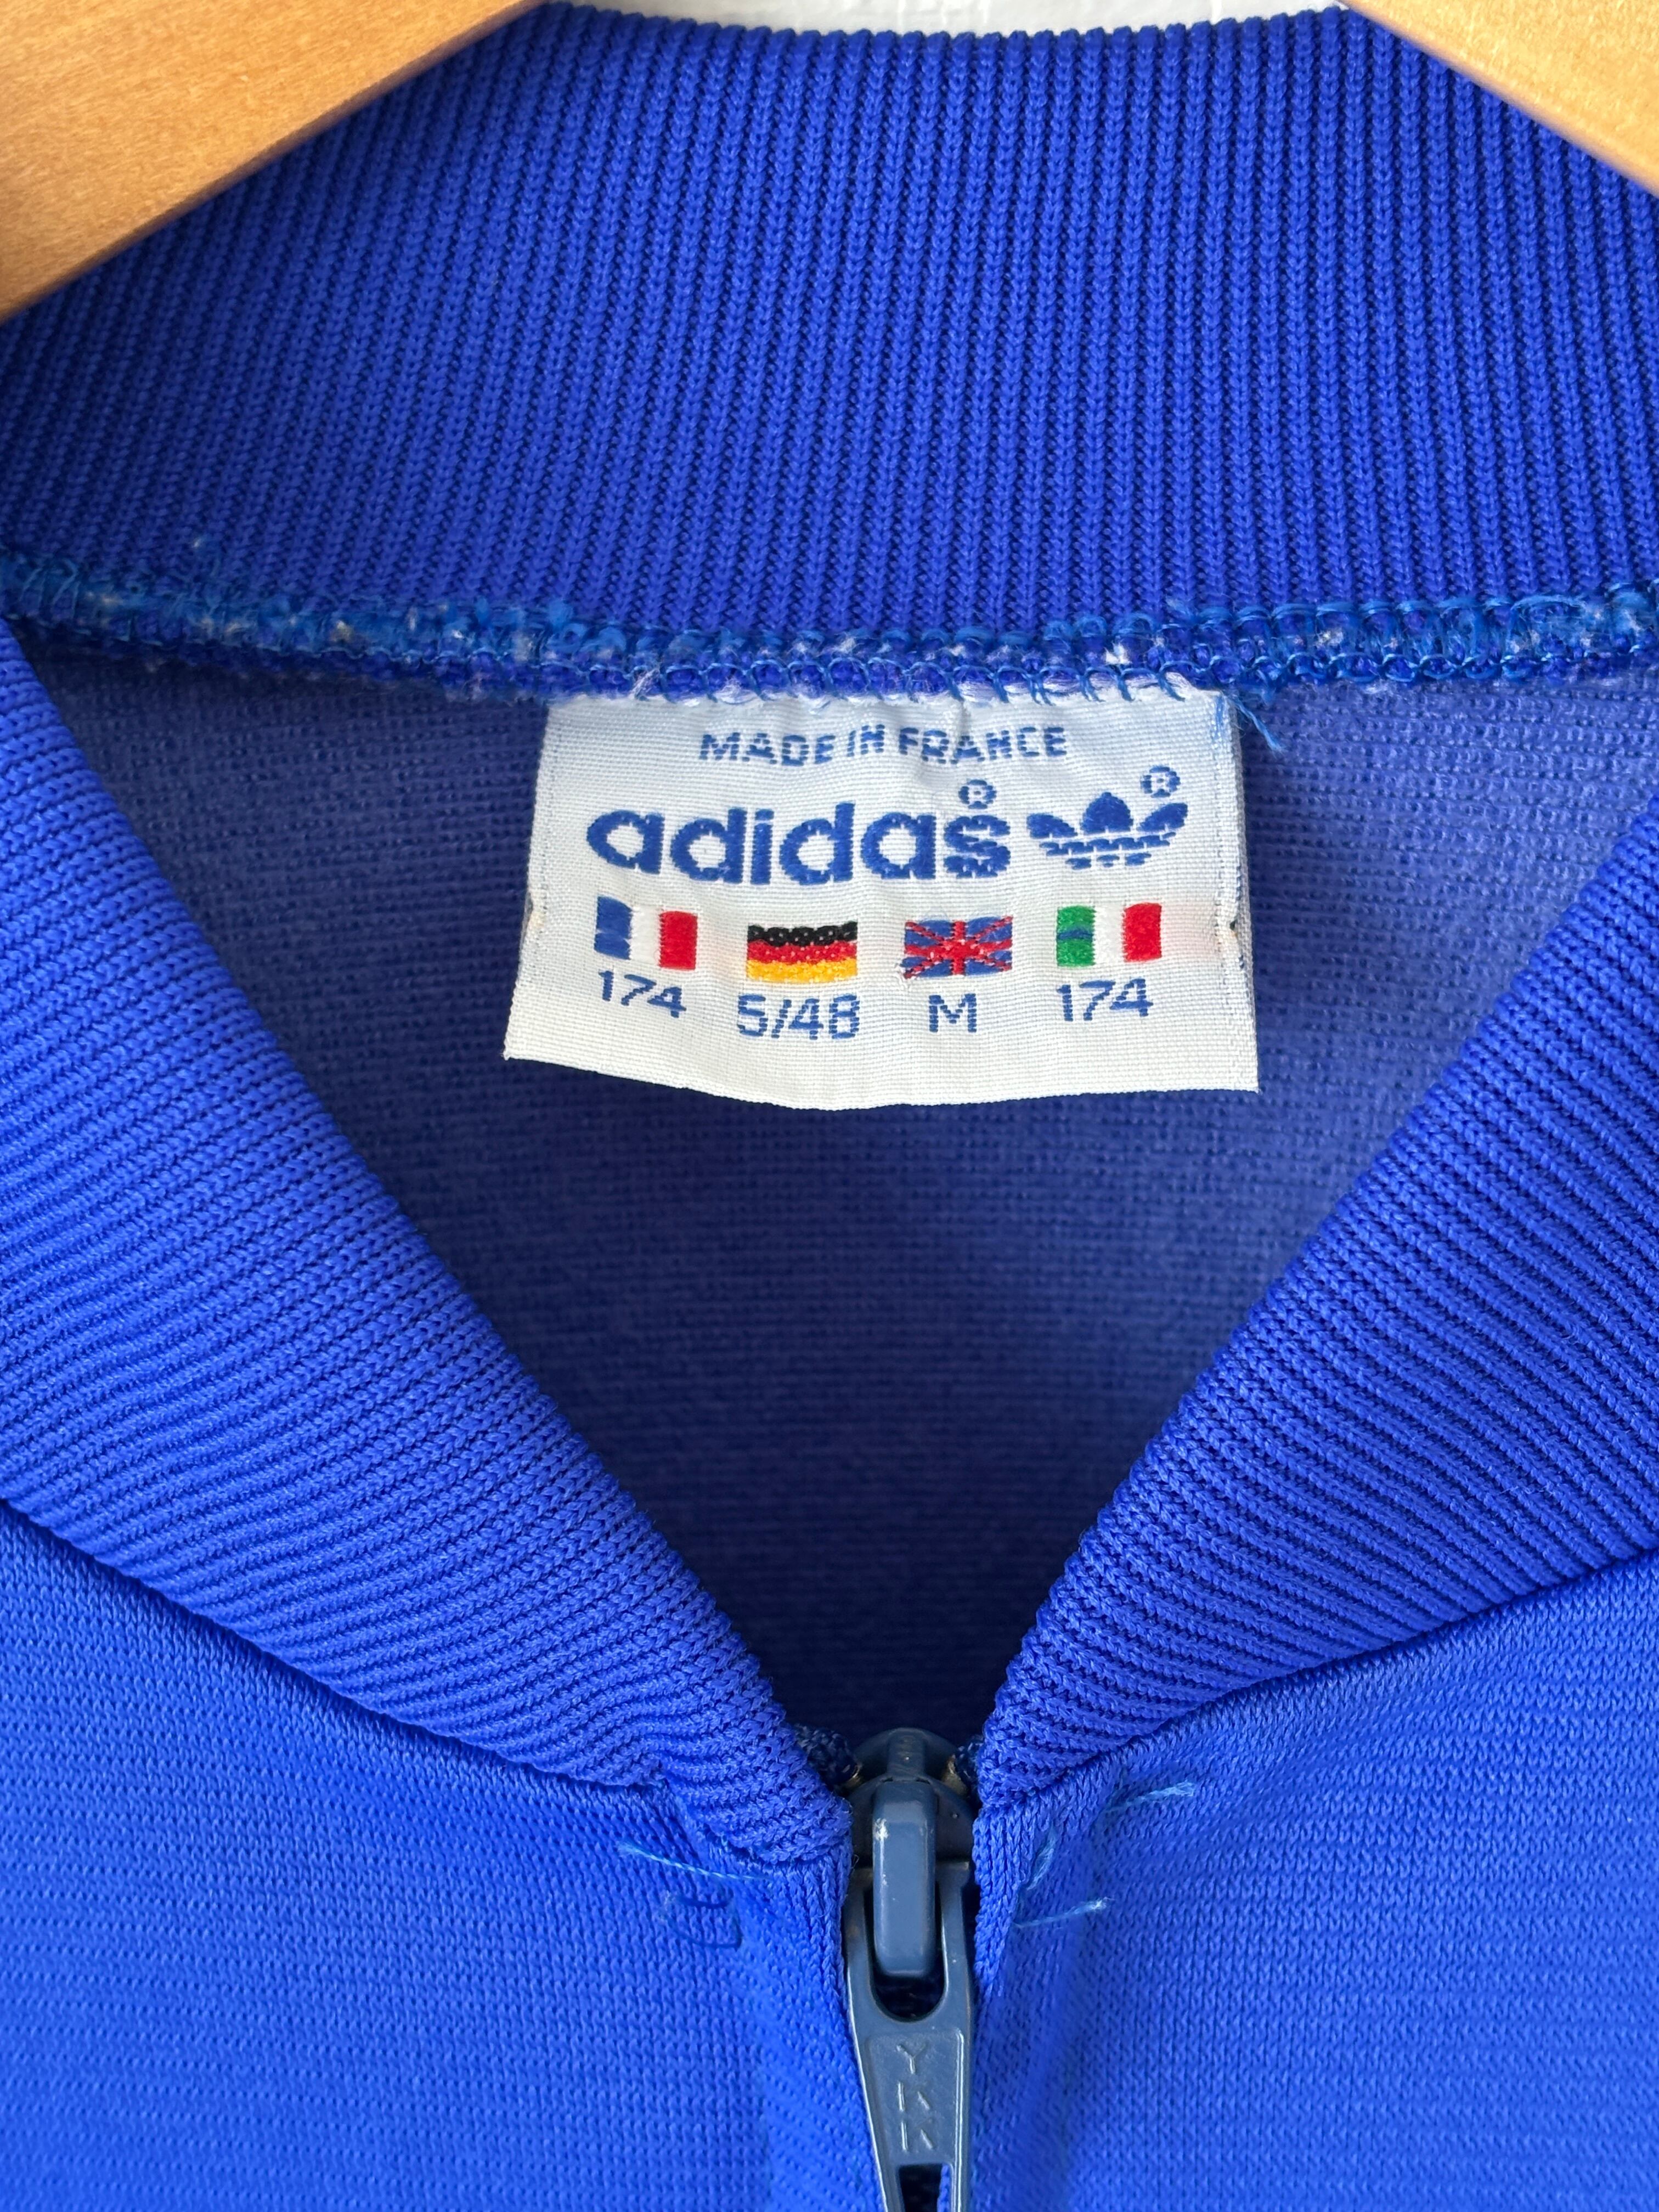 MADE IN FRANCE
adidas® ®
174 5/48 M 174
YKK